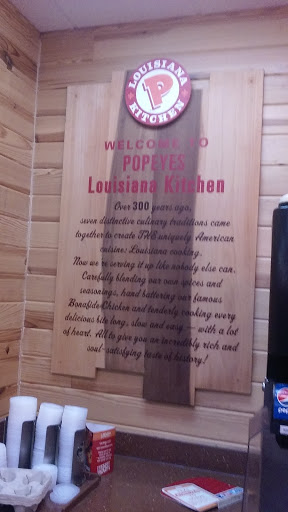 LOUISIANA
P
KITCHEN
WELCOME TO
POPEYES
Louisiana Kitchen
Over 300 years ago,
seven distinctive culinary traditions came
together to create THE uniquely American
cuisine: Louisiana cooking.
Now we're serving it up like nobody else can.
Carefully blending our own spices and
seasonings, hand battering our famous
Bonafide Chicken and tenderly cooking every
delicious bite long, slow and easy — with a lot
of heart. All to give you an incredibly rich and
soul-satisfying taste of history!
pepsi